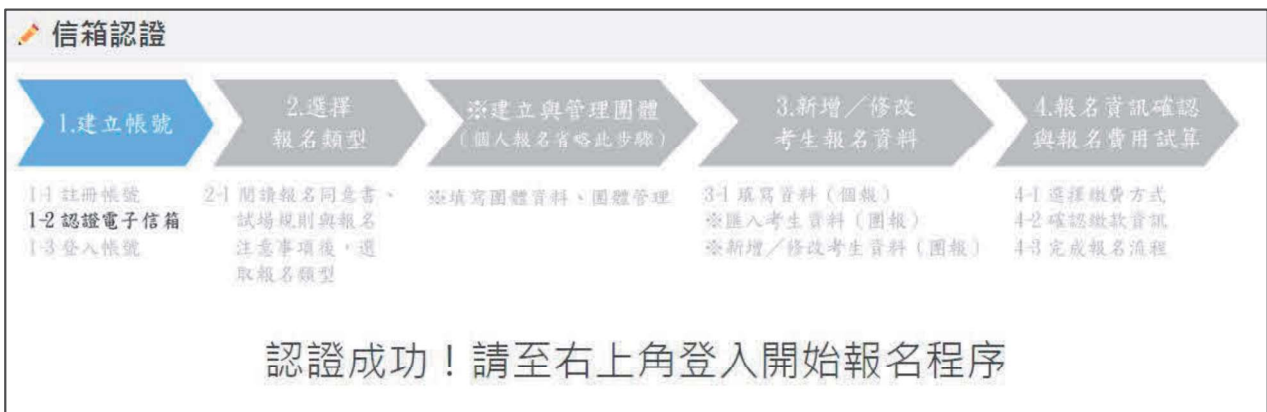 信箱認證
1.建立帳號
2.選擇
報名類型
※建立與管理團體
(個人報名省略此步驟)
3.新增／修改
考生報名資料
4.報名資訊確認
與報名費用試算
1-1 註冊帳號
1-2 認證電子信箱
1-3 登入帳號
2-1 閱讀報名同意書、
試場規則與報名
注意事項後，選
取報名類型
※填寫團體資料、團體管理
3-1 填寫資料（個報）
※匯入考生資料（團報）
※新增／修改考生資料（團報）
4-1 選擇繳費方式
4-2 確認繳款資訊
4-3 完成報名流程
認證成功！請至右上角登入開始報名程序